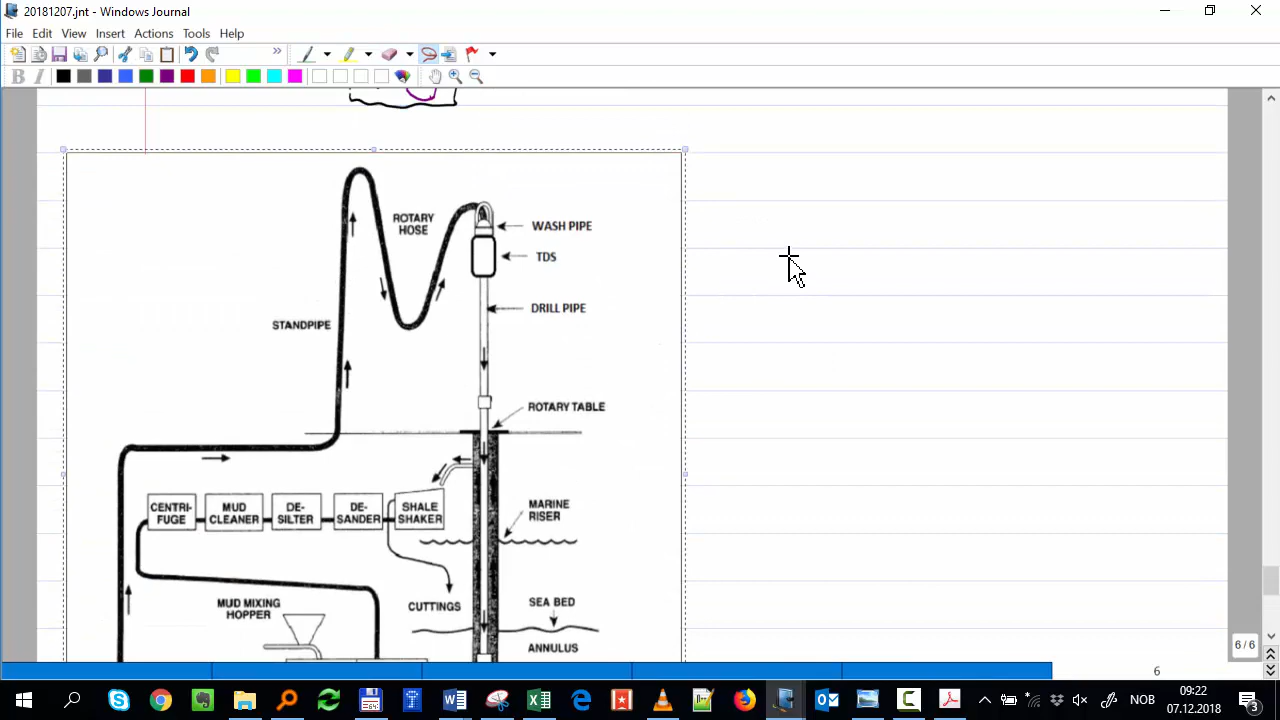 20181207.jnt - Windows Journal
File Edit View Insert Actions Tools Help
B I
ROTARY
HOSE
WASH PIPE
TDS
DRILL PIPE
STANDPIPE
ROTARY TABLE
CENTRI-
FUGE
MUD
CLEANER
DE-
SILTER
DE-
SANDER
SHALE
SHAKER
MARINE
RISER
MUD MIXING
HOPPER
CUTTINGS
SEA BED
ANNULUS
6 / 6
6
NOB
09:22
07.12.2018
3